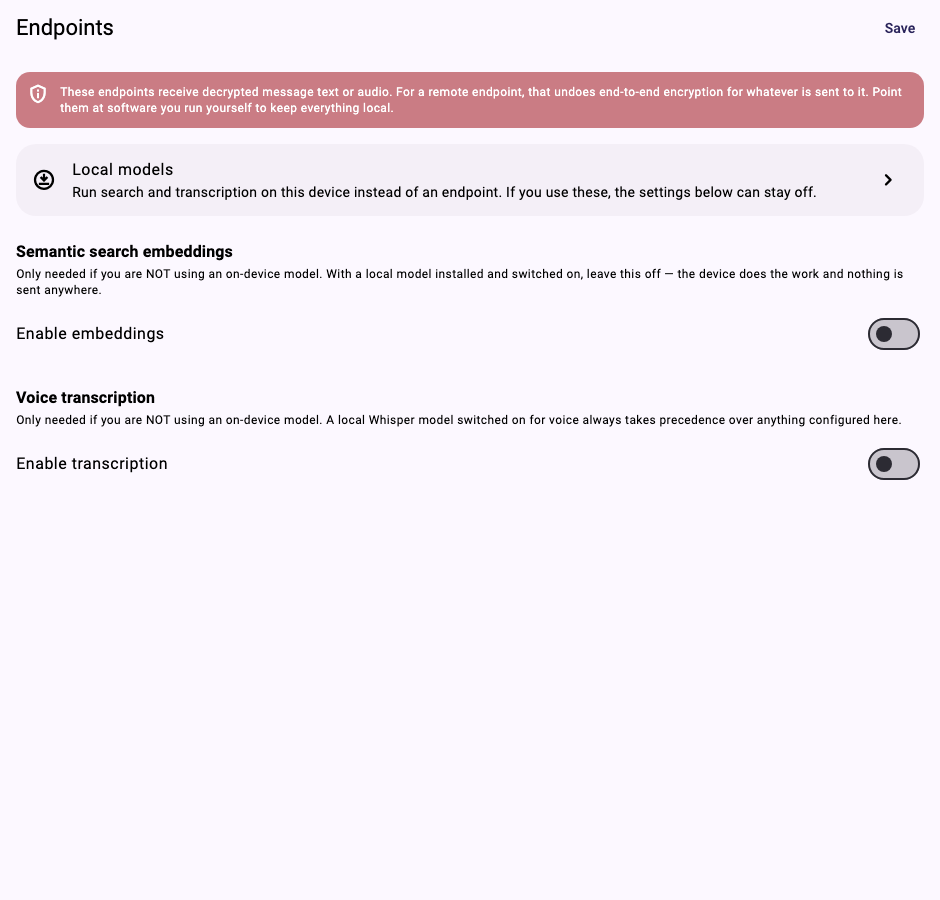 Endpoints
Save
These endpoints receive decrypted message text or audio. For a remote endpoint, that undoes end-to-end encryption for whatever is sent to it. Point
them at software you run yourself to keep everything local.
Local models
Run search and transcription on this device instead of an endpoint. If you use these, the settings below can stay off.
Semantic search embeddings
Only needed if you are NOT using an on-device model. With a local model installed and switched on, leave this off — the device does the work and nothing is
sent anywhere.
Enable embeddings
Voice transcription
Only needed if you are NOT using an on-device model. A local Whisper model switched on for voice always takes precedence over anything configured here.
Enable transcription